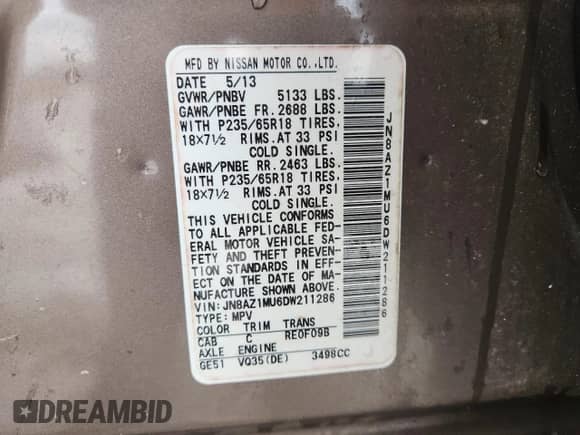 MFD BY NISSAN MOTOR CO.,LTD.
DATE 5/13
GVWR/PNBV 5133 LBS.
GAWR/PNBE FR. 2688 LBS.
WITH P235/65R18 TIRES,
18×7½ RIMS.AT 33 PSI
COLD SINGLE.
GAWR/PNBE RR. 2463 LBS.
WITH P235/65R18 TIRES,
18×7½ RIMS.AT 33 PSI
COLD SINGLE.
THIS VEHICLE CONFORMS
TO ALL APPLICABLE FED-
ERAL MOTOR VEHICLE SA-
FETY AND THEFT PREVEN-
TION STANDARDS IN EFF-
ECT ON THE DATE OF MA-
NUFACTURE SHOWN ABOVE.
VIN:JN8AZ1MU6DW211286
TYPE: MPV
COLOR TRIM TRANS
CAB C RE0F09B
AXLE ENGINE
GE51 VQ35(DE) 3498CC
JN8AZ1MU6DW211286
DREAMBID